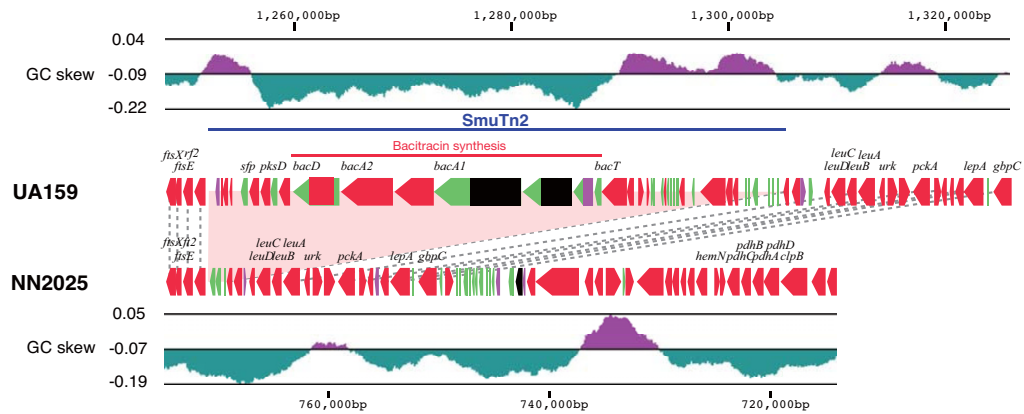 1,260,000bp 1,280,000bp 1,300,000bp 1,320,000bp
0.04
GC skew -0.09
-0.22
SmuTn2
Bacitracin synthesis
ftsX rf2 leuC leuA
ftsE sfp pksD bacD bacA2 bacA1 bacT leuD leuB urk pckA lepA gbpC
UA159
ftsX rf2 leuC leuA pdhB pdhD
ftsE leuD leuB urk pckA lepA gbpC hemN pdhC pdhA clpB
NN2025
0.05
GC skew -0.07
-0.19
760,000bp 740,000bp 720,000bp